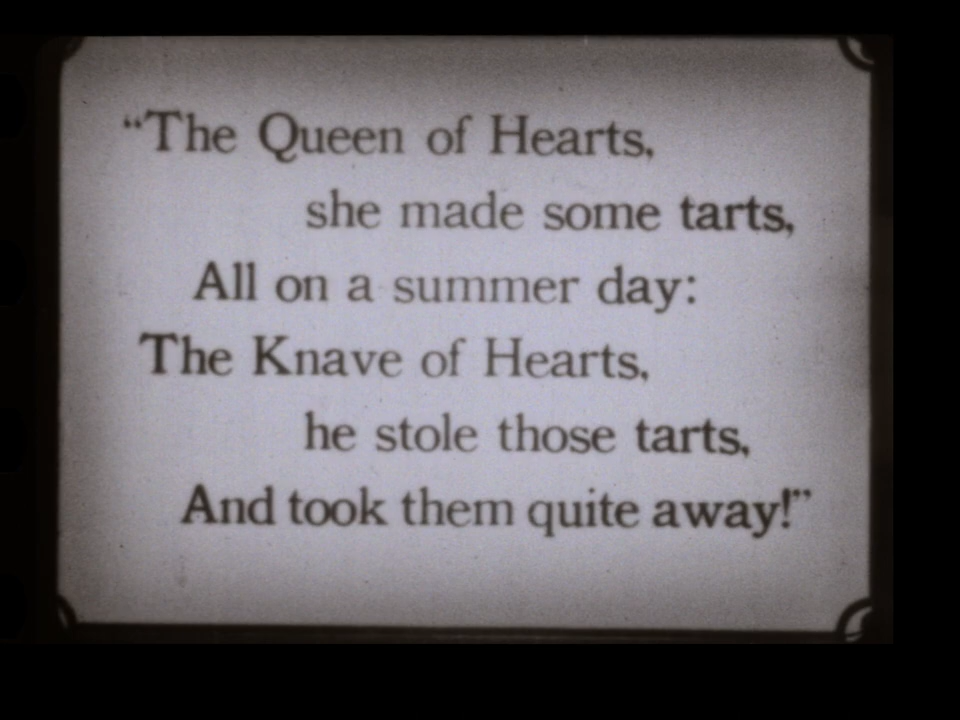 “The Queen of Hearts,
she made some tarts,
All on a summer day:
The Knave of Hearts,
he stole those tarts,
And took them quite away!”